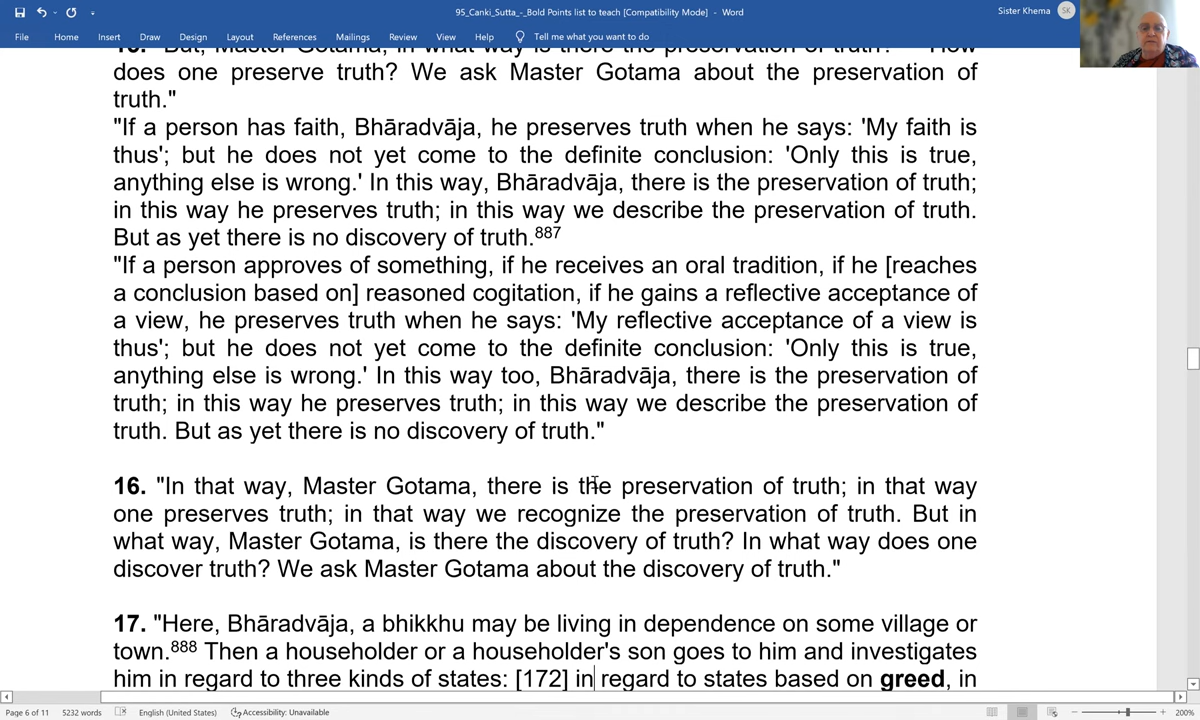 95_Canki_Sutta_-_Bold Points list to teach [Compatibility Mode] - Word
Sister Khema SK
File Home Insert Draw Design Layout References Mailings Review View Help Tell me what you want to do
does one preserve truth? We ask Master Gotama about the preservation of
truth."
"If a person has faith, Bhāradvāja, he preserves truth when he says: 'My faith is
thus'; but he does not yet come to the definite conclusion: 'Only this is true,
anything else is wrong.' In this way, Bhāradvāja, there is the preservation of truth;
in this way he preserves truth; in this way we describe the preservation of truth.
But as yet there is no discovery of truth.887
"If a person approves of something, if he receives an oral tradition, if he [reaches
a conclusion based on] reasoned cogitation, if he gains a reflective acceptance of
a view, he preserves truth when he says: 'My reflective acceptance of a view is
thus'; but he does not yet come to the definite conclusion: 'Only this is true,
anything else is wrong.' In this way too, Bhāradvāja, there is the preservation of
truth; in this way he preserves truth; in this way we describe the preservation of
truth. But as yet there is no discovery of truth."
16. "In that way, Master Gotama, there is the preservation of truth; in that way
one preserves truth; in that way we recognize the preservation of truth. But in
what way, Master Gotama, is there the discovery of truth? In what way does one
discover truth? We ask Master Gotama about the discovery of truth."
17. "Here, Bhāradvāja, a bhikkhu may be living in dependence on some village or
town.888 Then a householder or a householder's son goes to him and investigates
him in regard to three kinds of states: [172] in regard to states based on greed, in
Page 6 of 11 5232 words English (United States) Accessibility: Unavailable 200%